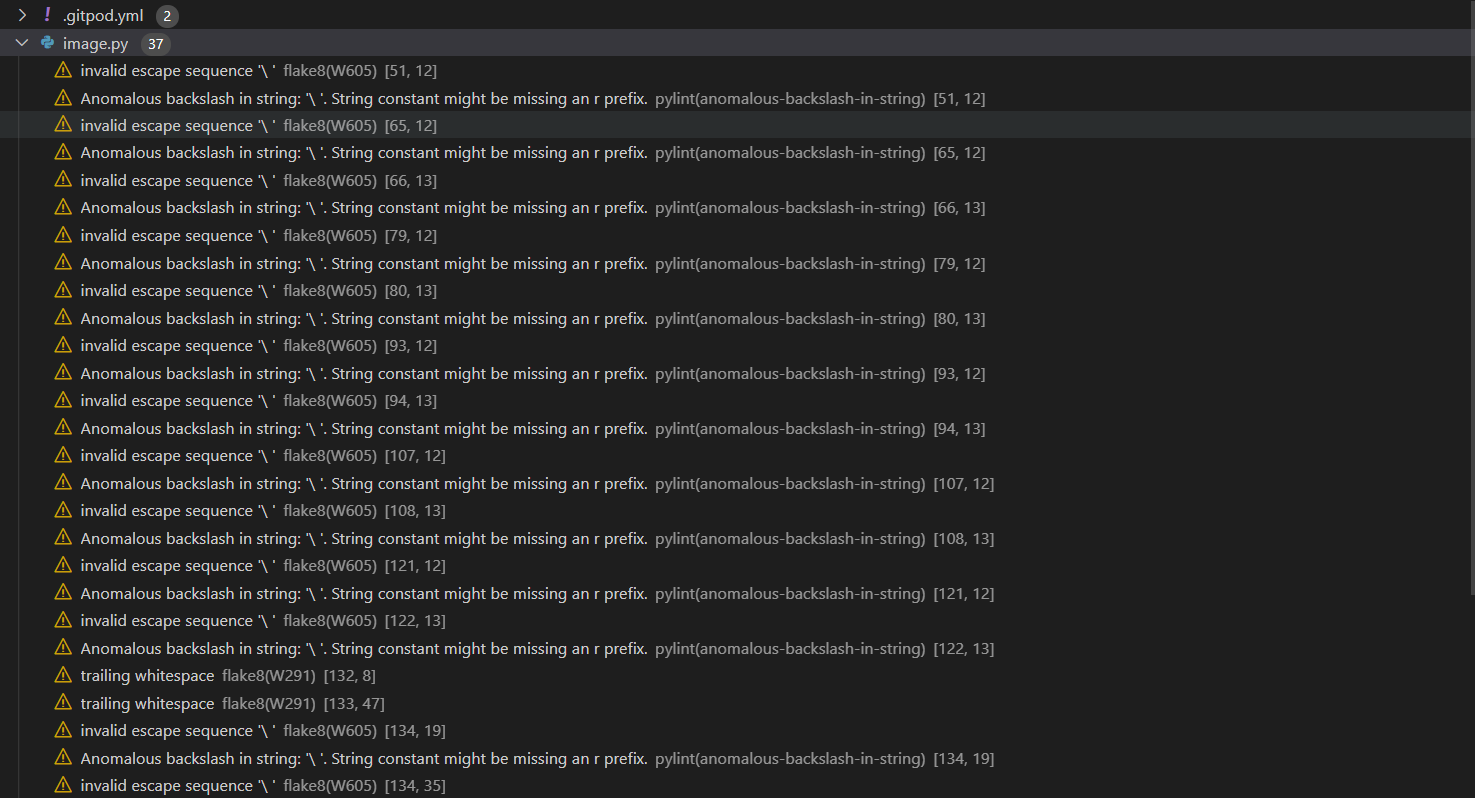 .gitpod.yml 2
image.py 37
invalid escape sequence '\ ' flake8(W605) [51, 12]
Anomalous backslash in string: '\ '. String constant might be missing an r prefix. pylint(anomalous-backslash-in-string) [51, 12]
invalid escape sequence '\ ' flake8(W605) [65, 12]
Anomalous backslash in string: '\ '. String constant might be missing an r prefix. pylint(anomalous-backslash-in-string) [65, 12]
invalid escape sequence '\ ' flake8(W605) [66, 13]
Anomalous backslash in string: '\ '. String constant might be missing an r prefix. pylint(anomalous-backslash-in-string) [66, 13]
invalid escape sequence '\ ' flake8(W605) [79, 12]
Anomalous backslash in string: '\ '. String constant might be missing an r prefix. pylint(anomalous-backslash-in-string) [79, 12]
invalid escape sequence '\ ' flake8(W605) [80, 13]
Anomalous backslash in string: '\ '. String constant might be missing an r prefix. pylint(anomalous-backslash-in-string) [80, 13]
invalid escape sequence '\ ' flake8(W605) [93, 12]
Anomalous backslash in string: '\ '. String constant might be missing an r prefix. pylint(anomalous-backslash-in-string) [93, 12]
invalid escape sequence '\ ' flake8(W605) [94, 13]
Anomalous backslash in string: '\ '. String constant might be missing an r prefix. pylint(anomalous-backslash-in-string) [94, 13]
invalid escape sequence '\ ' flake8(W605) [107, 12]
Anomalous backslash in string: '\ '. String constant might be missing an r prefix. pylint(anomalous-backslash-in-string) [107, 12]
invalid escape sequence '\ ' flake8(W605) [108, 13]
Anomalous backslash in string: '\ '. String constant might be missing an r prefix. pylint(anomalous-backslash-in-string) [108, 13]
invalid escape sequence '\ ' flake8(W605) [121, 12]
Anomalous backslash in string: '\ '. String constant might be missing an r prefix. pylint(anomalous-backslash-in-string) [121, 12]
invalid escape sequence '\ ' flake8(W605) [122, 13]
Anomalous backslash in string: '\ '. String constant might be missing an r prefix. pylint(anomalous-backslash-in-string) [122, 13]
trailing whitespace flake8(W291) [132, 8]
trailing whitespace flake8(W291) [133, 47]
invalid escape sequence '\ ' flake8(W605) [134, 19]
Anomalous backslash in string: '\ '. String constant might be missing an r prefix. pylint(anomalous-backslash-in-string) [134, 19]
invalid escape sequence '\ ' flake8(W605) [134, 35]